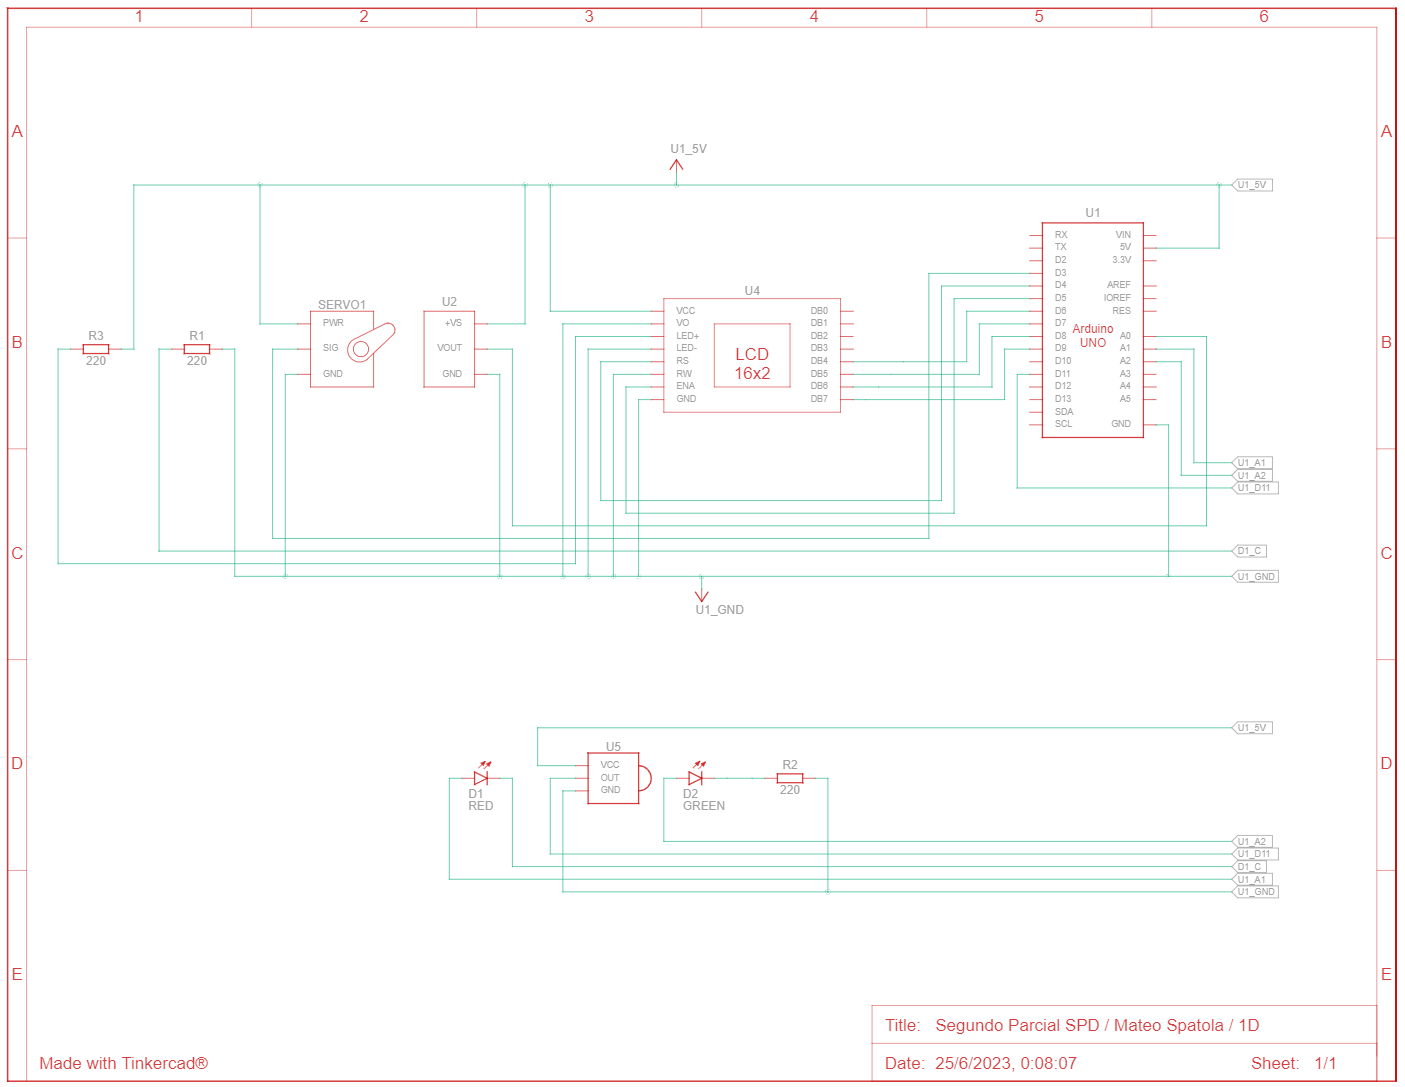 1 2 3 4 5 6
A A
U1_5V
U1_5V
U1
RX VIN
TX 5V
D2 3.3V
D3
D4 AREF
D5 IOREF
D6 RES
D7
D8 A0
D9 A1
D10 A2
D11 A3
D12 A4
D13 A5
SDA
SCL GND
Arduino
UNO
B B
R3
220
R1
220
SERVO1
PWR
SIG
GND
U2
+VS
VOUT
GND
U4
VCC DB0
VO DB1
LED+ DB2
LED- DB3
RS DB4
RW DB5
ENA DB6
GND DB7
LCD
16x2
U1_A1
U1_A2
U1_D11
C C
D1_C
U1_GND
U1_GND
U1_5V
D D
D1
RED
U5
VCC
OUT
GND
D2
GREEN
R2
220
U1_A2
U1_D11
D1_C
U1_A1
U1_GND
E E
Title: Segundo Parcial SPD / Mateo Spatola / 1D
Made with Tinkercad®
Date: 25/6/2023, 0:08:07 Sheet: 1/1